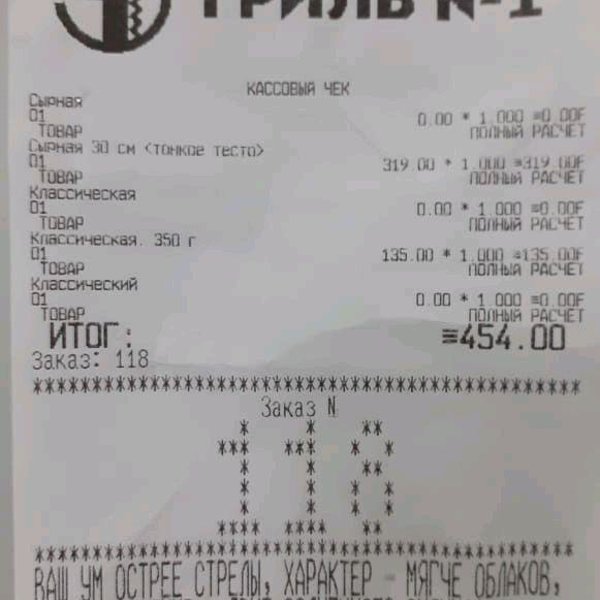 ГРИЛЬ №1
КАССОВЫЙ ЧЕК
Сырная
01 0.00 * 1.000 =0.00F
ТОВАР ПОЛНЫЙ РАСЧЕТ
Сырная 30 см <тонкое тесто>
01 319.00 * 1.000 =319.00F
ТОВАР ПОЛНЫЙ РАСЧЕТ
Классическая
01 0.00 * 1.000 =0.00F
ТОВАР ПОЛНЫЙ РАСЧЕТ
Классическая. 350 г
01 135.00 * 1.000 =135.00F
ТОВАР ПОЛНЫЙ РАСЧЕТ
Классический
01 0.00 * 1.000 =0.00F
ТОВАР ПОЛНЫЙ РАСЧЕТ
ИТОГ: =454.00
Заказ: 118
Заказ N
118
ВАШ УМ ОСТРЕЕ СТРЕЛЫ, ХАРАКТЕР - МЯГЧЕ ОБЛАКОВ,